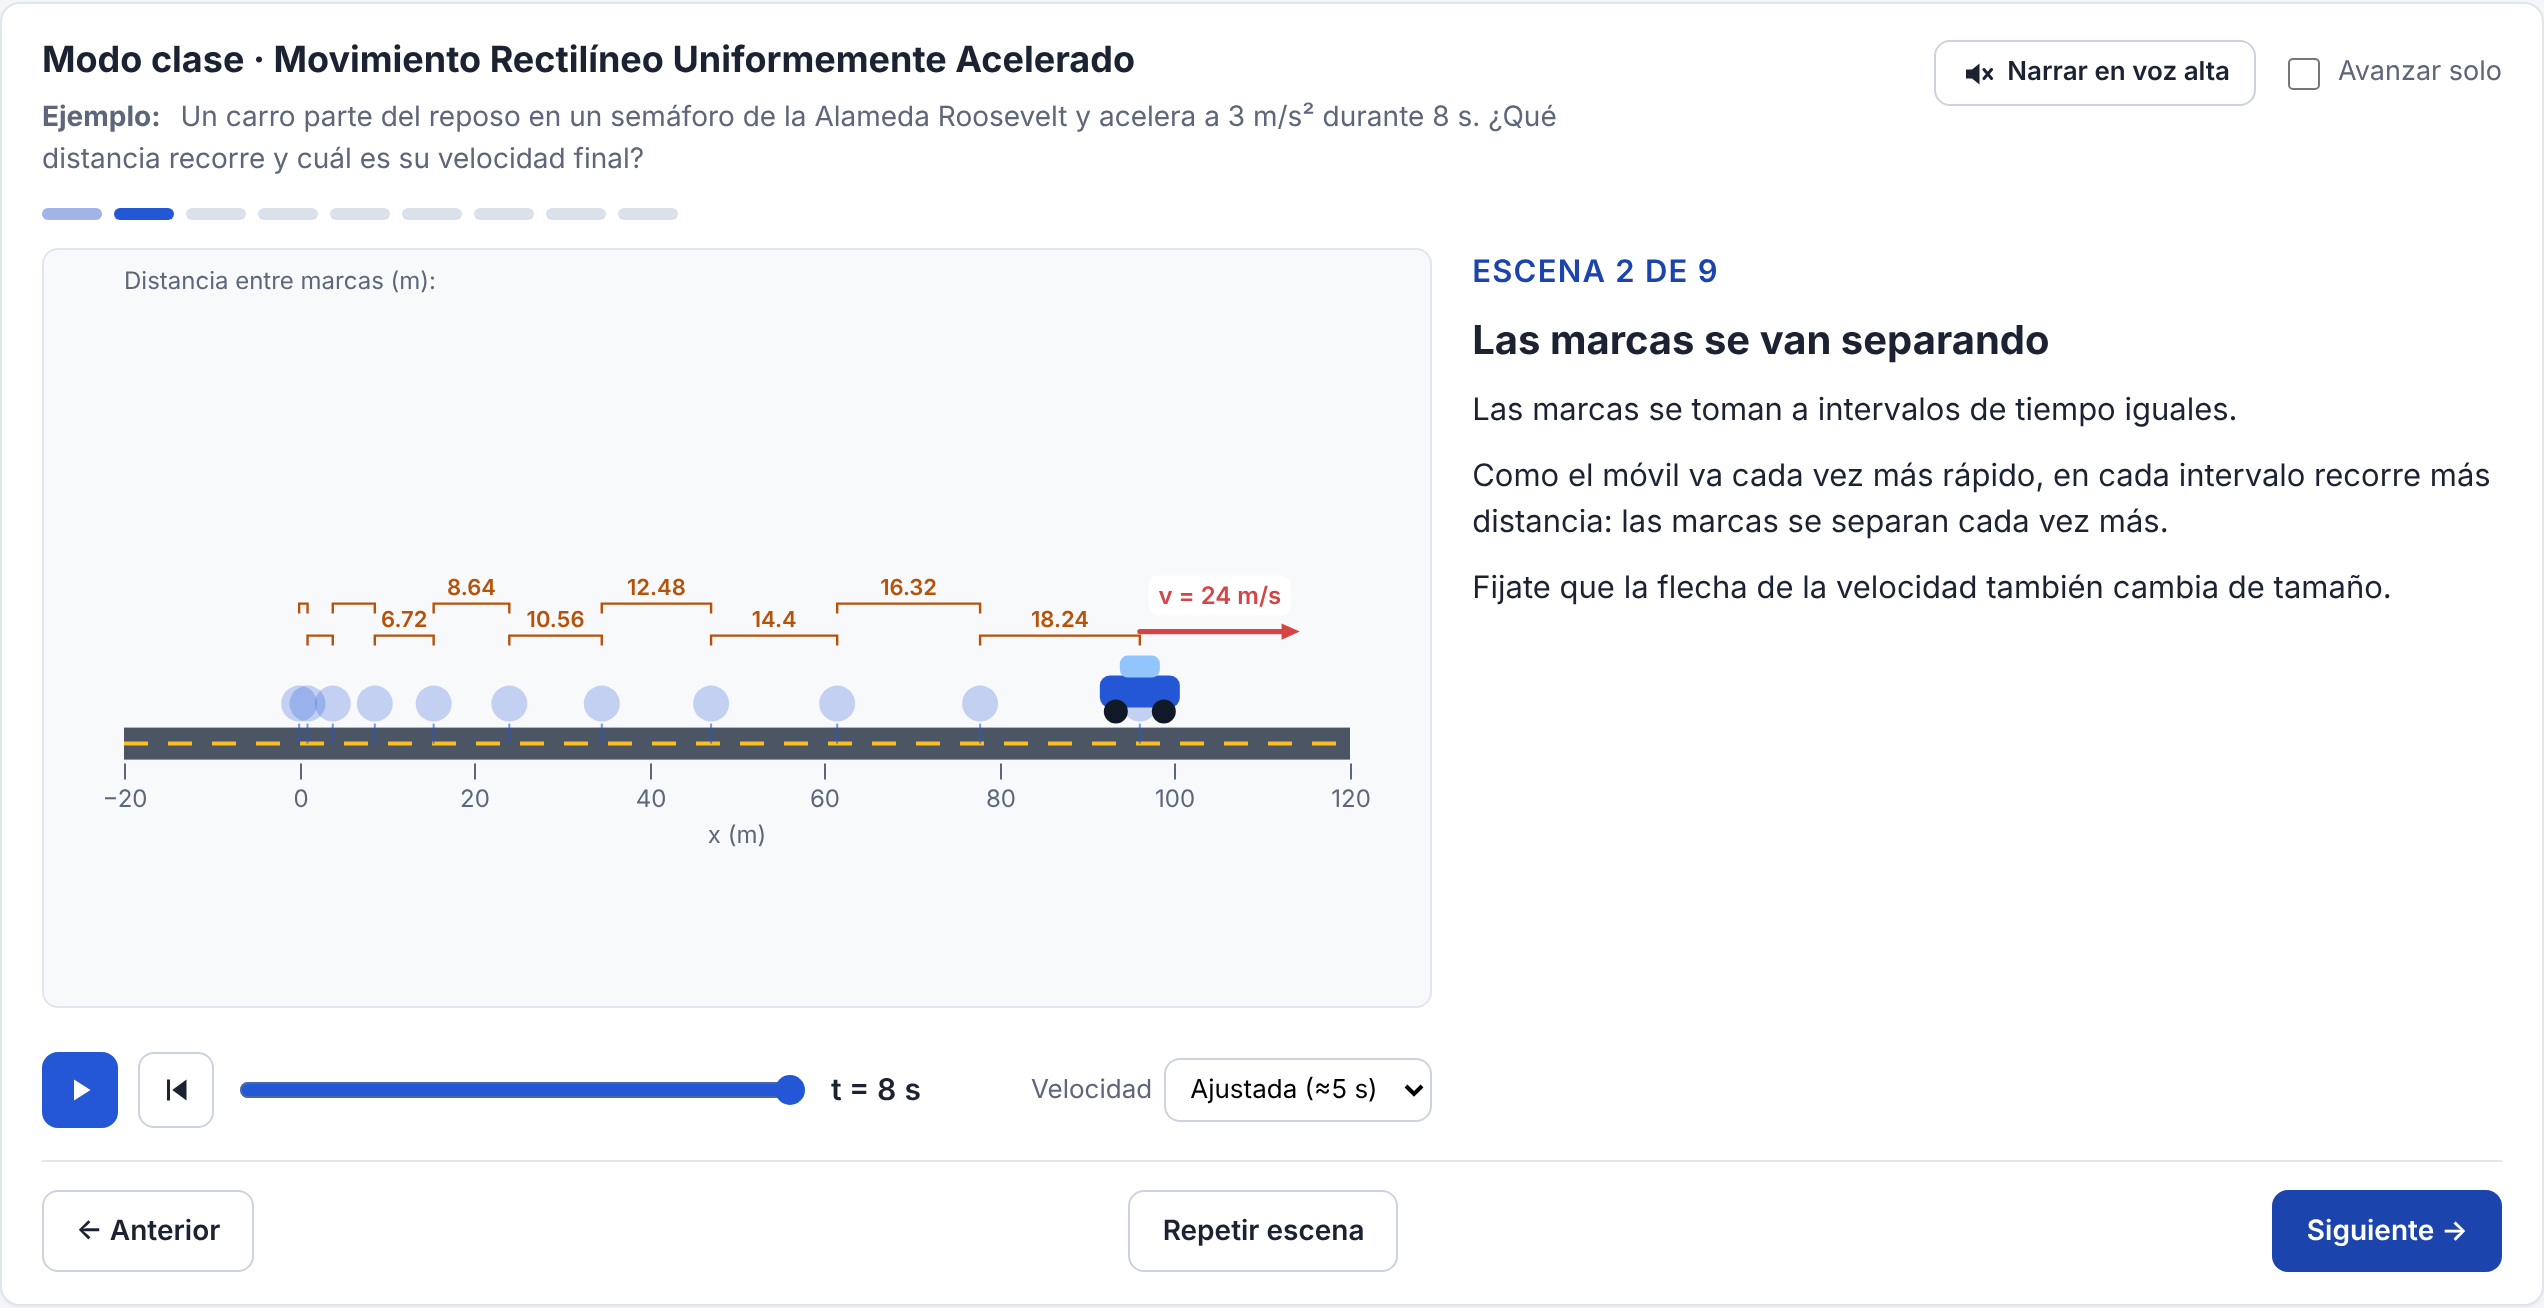 Modo clase · Movimiento Rectilíneo Uniformemente Acelerado
Narrar en voz alta
Avanzar solo
Ejemplo: Un carro parte del reposo en un semáforo de la Alameda Roosevelt y acelera a 3 m/s² durante 8 s. ¿Qué
distancia recorre y cuál es su velocidad final?
Distancia entre marcas (m):
8.64
12.48
16.32
v = 24 m/s
6.72
10.56
14.4
18.24
−20
0
20
40
60
80
100
120
x (m)
ESCENA 2 DE 9
Las marcas se van separando
Las marcas se toman a intervalos de tiempo iguales.
Como el móvil va cada vez más rápido, en cada intervalo recorre más
distancia: las marcas se separan cada vez más.
Fijate que la flecha de la velocidad también cambia de tamaño.
t = 8 s
Velocidad
Ajustada (≈5 s)
← Anterior
Repetir escena
Siguiente →